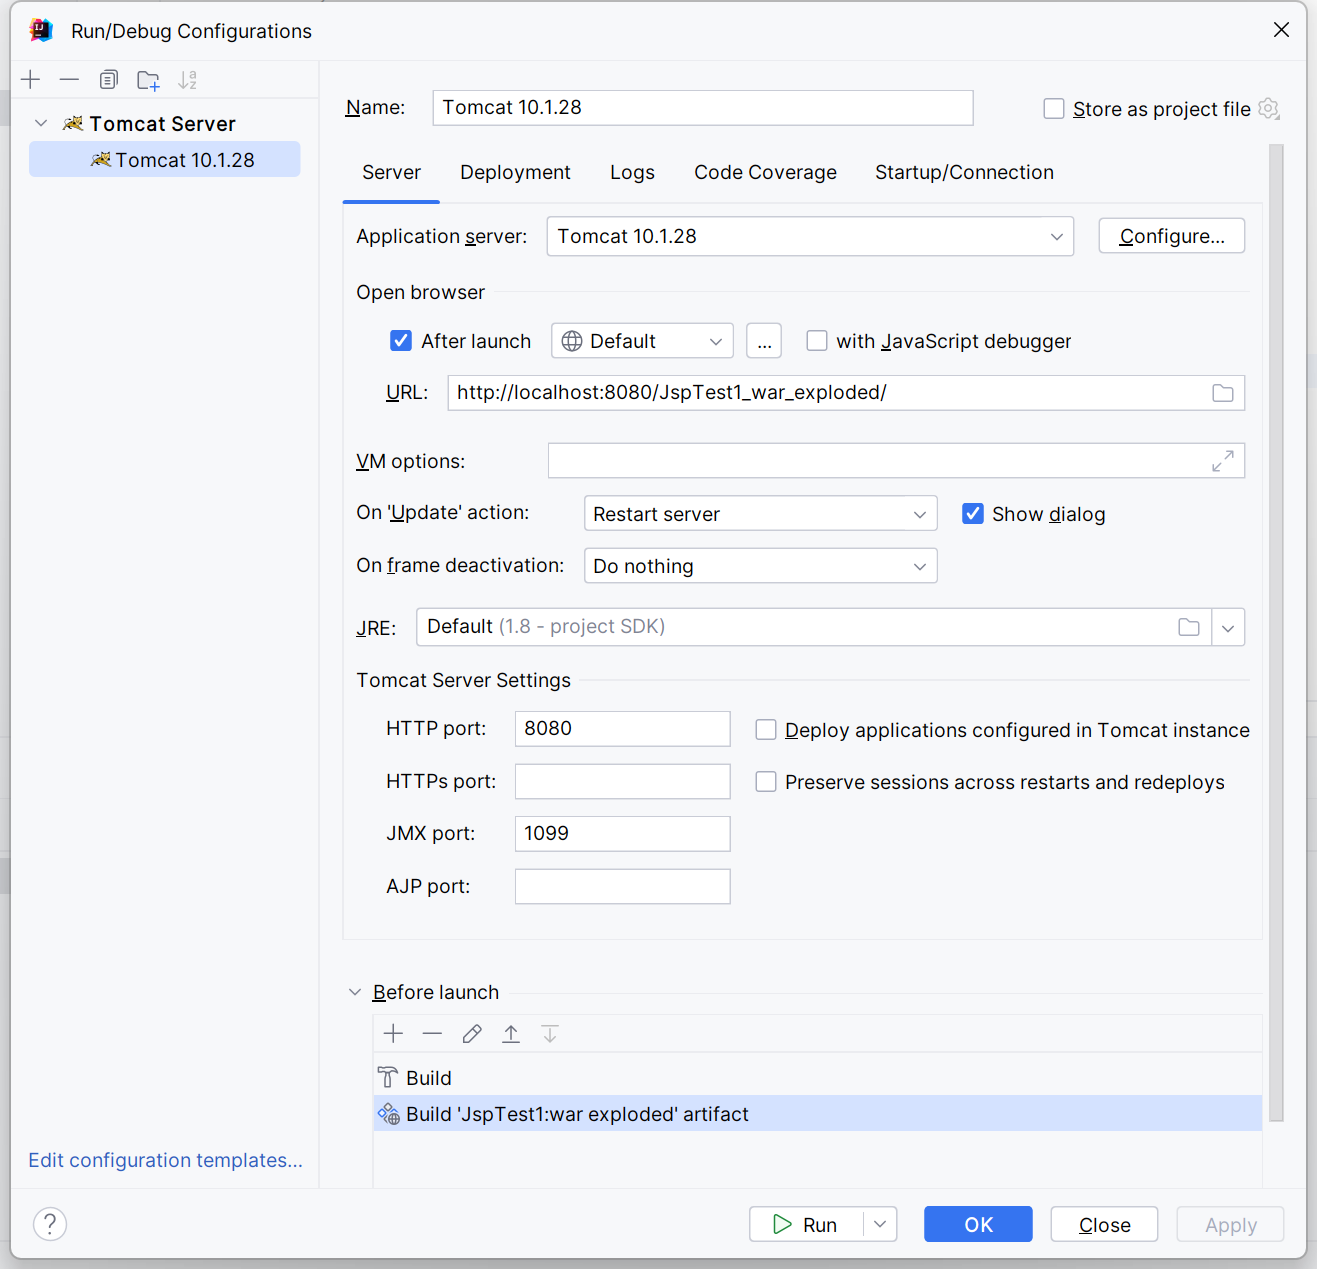 Run/Debug Configurations
Tomcat Server
Tomcat 10.1.28
Edit configuration templates...
Name: Tomcat 10.1.28 Store as project file
Server Deployment Logs Code Coverage Startup/Connection
Application server: Tomcat 10.1.28 Configure...
Open browser
After launch Default ... with JavaScript debugger
URL: http://localhost:8080/JspTest1_war_exploded/
VM options:
On 'Update' action: Restart server Show dialog
On frame deactivation: Do nothing
JRE: Default (1.8 - project SDK)
Tomcat Server Settings
HTTP port: 8080 Deploy applications configured in Tomcat instance
HTTPs port: Preserve sessions across restarts and redeploys
JMX port: 1099
AJP port:
Before launch
Build
Build 'JspTest1:war exploded' artifact
? Run OK Close Apply